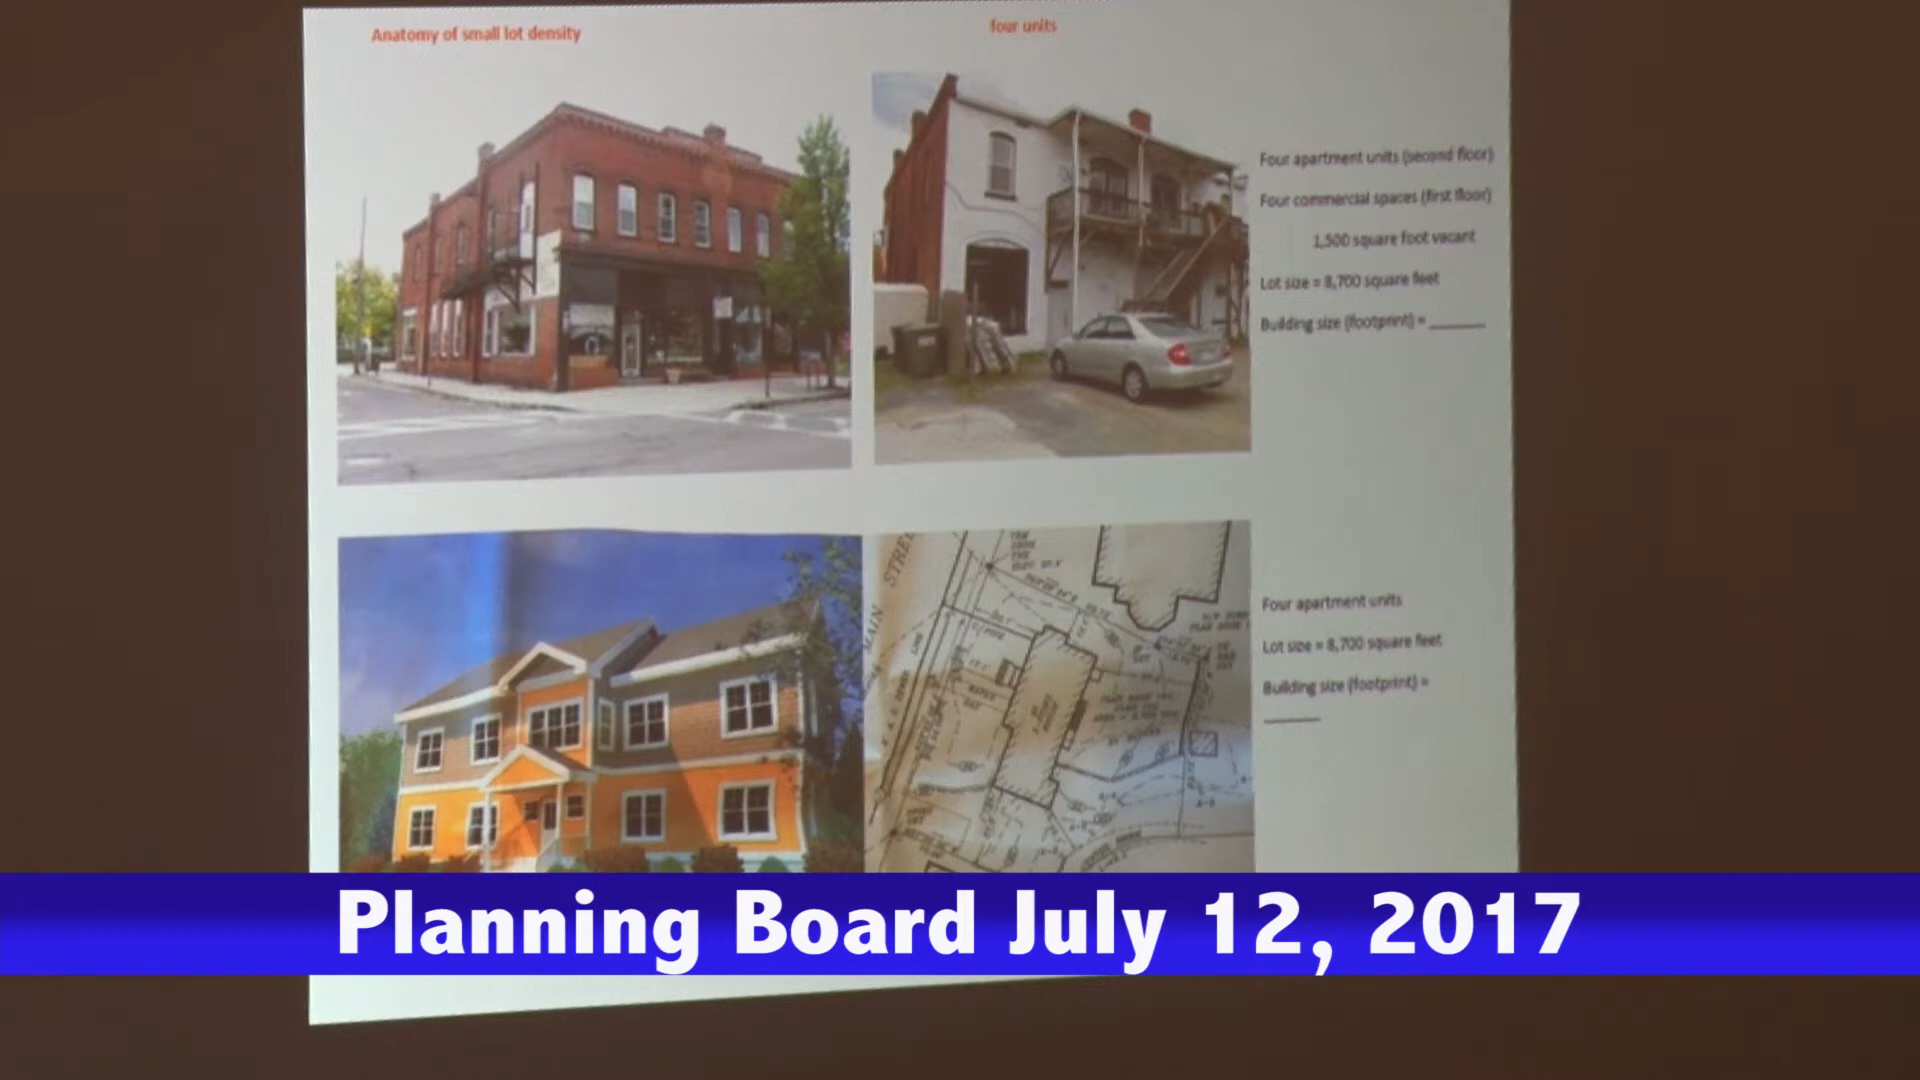 Anatomy of small lot density
four units
Four apartment units (second floor)
Four commercial spaces (first floor)
1,500 square foot vacant
Lot size = 8,700 square feet
Building size (footprint) = ______
MAIN STREE
Four apartment units
Lot size = 8,700 square feet
Building size (footprint) =
______
Planning Board July 12, 2017